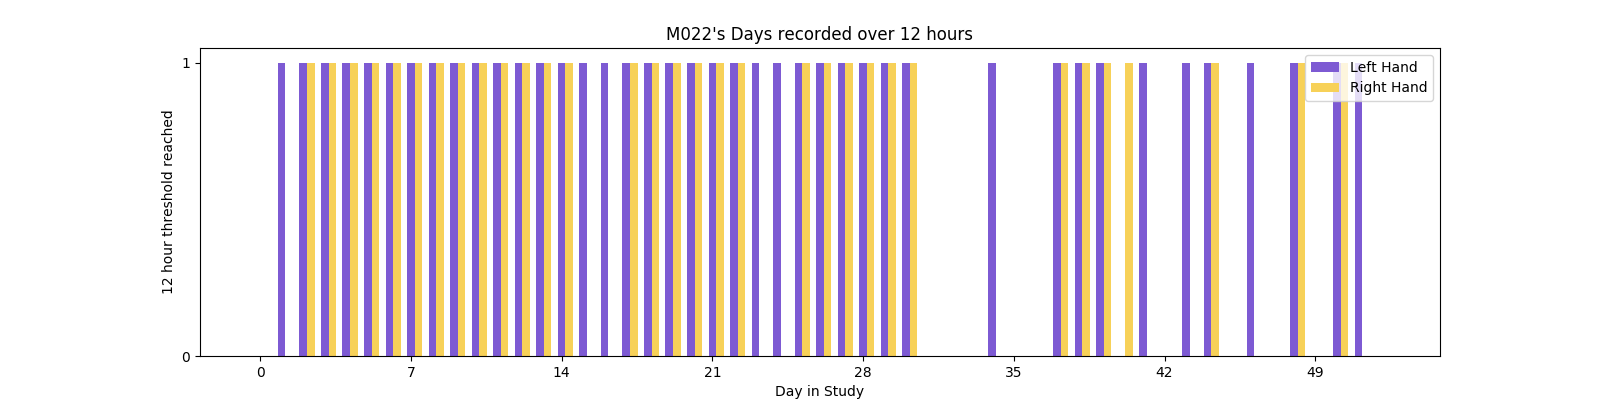 M022's Days recorded over 12 hours
12 hour threshold reached
1
0
Left Hand
Right Hand
0 7 14 21 28 35 42 49
Day in Study